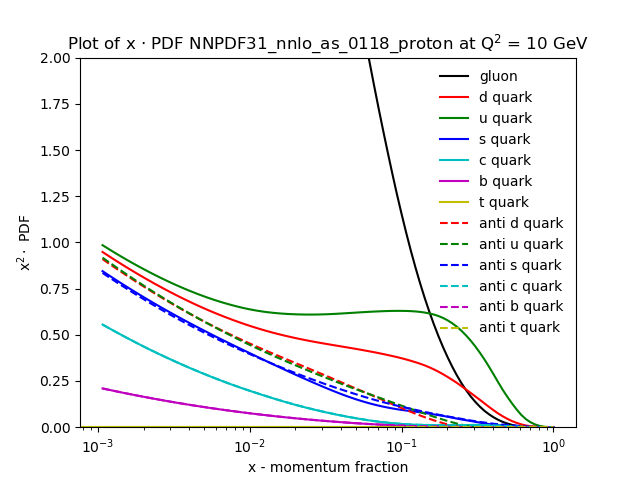 Plot of x · PDF NNPDF31_nnlo_as_0118_proton at Q² = 10 GeV
2.00
1.75
1.50
1.25
1.00
0.75
0.50
0.25
0.00
x² · PDF
gluon
d quark
u quark
s quark
c quark
b quark
t quark
anti d quark
anti u quark
anti s quark
anti c quark
anti b quark
anti t quark
10⁻³ 10⁻² 10⁻¹ 10⁰
x - momentum fraction